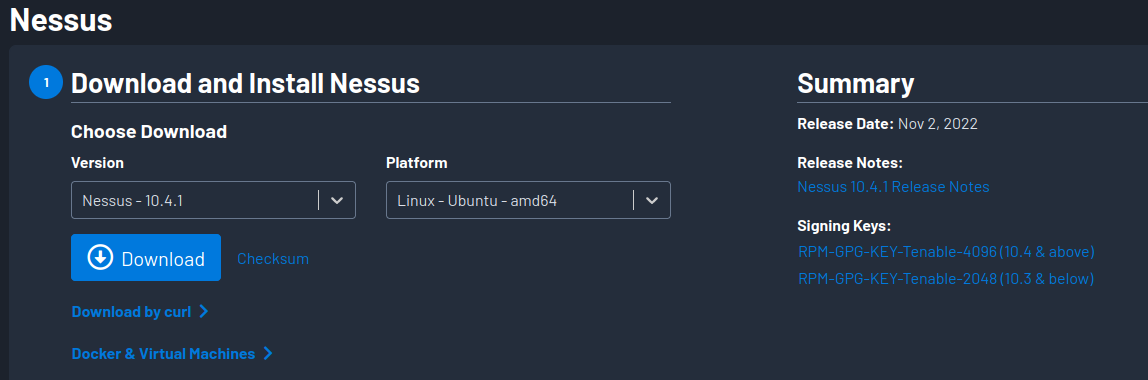 Nessus
1
Download and Install Nessus
Choose Download
Version
Platform
Nessus - 10.4.1
Linux - Ubuntu - amd64
Download
Checksum
Download by curl
Docker & Virtual Machines
Summary
Release Date: Nov 2, 2022
Release Notes:
Nessus 10.4.1 Release Notes
Signing Keys:
RPM-GPG-KEY-Tenable-4096 (10.4 & above)
RPM-GPG-KEY-Tenable-2048 (10.3 & below)